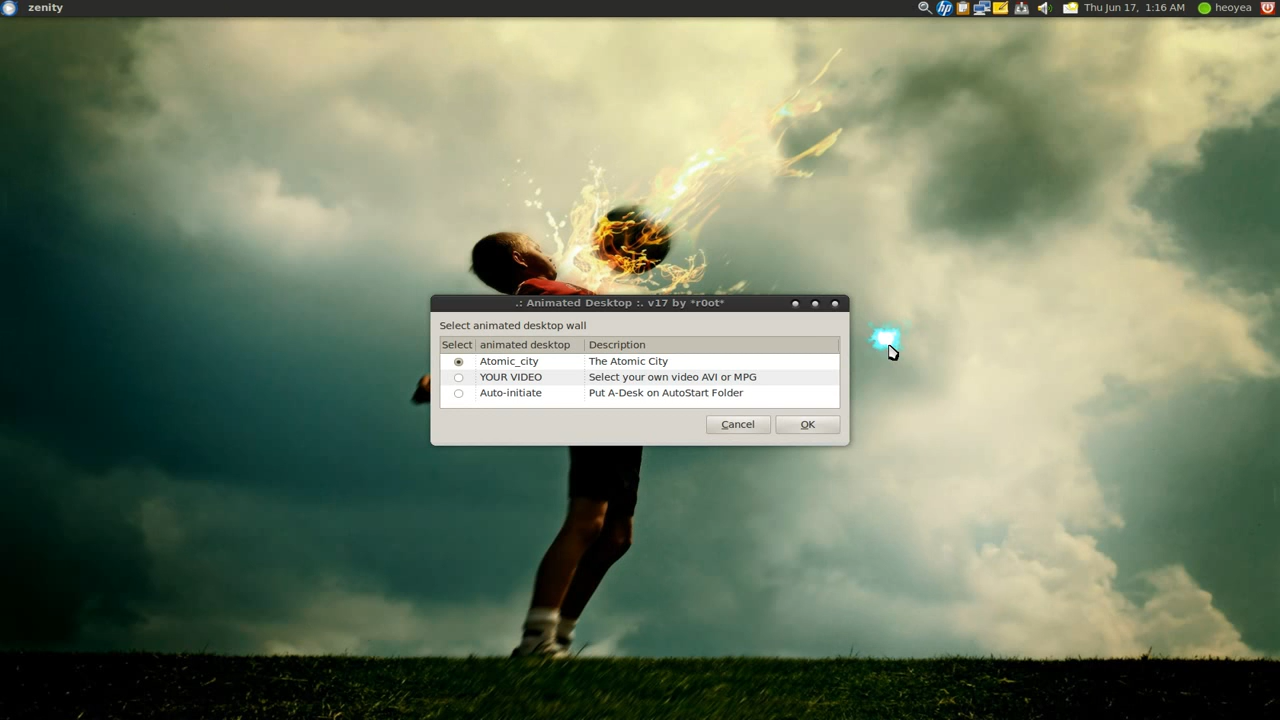 zenity
hp
Thu Jun 17, 1:16 AM
heoyea
.: Animated Desktop :. v17 by *r0ot*
Select animated desktop wall
Select animated desktop Description
Atomic_city The Atomic City
YOUR VIDEO Select your own video AVI or MPG
Auto-initiate Put A-Desk on AutoStart Folder
Cancel OK